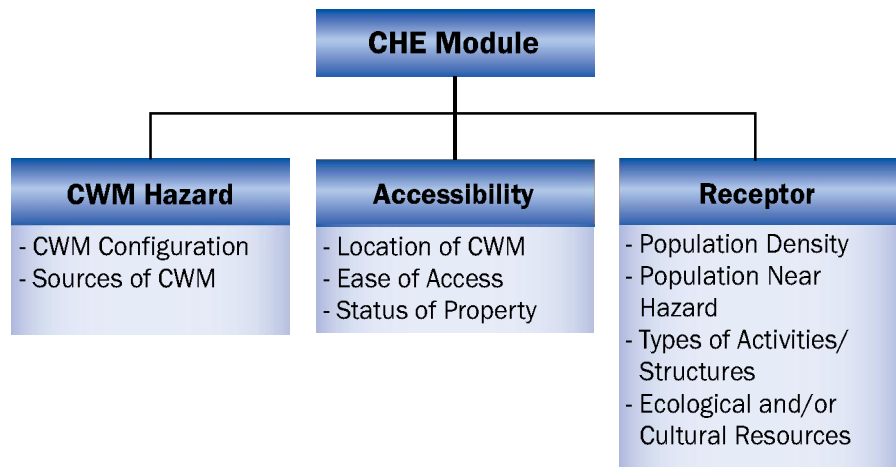 CHE Module
CWM Hazard
- CWM Configuration
- Sources of CWM
Accessibility
- Location of CWM
- Ease of Access
- Status of Property
Receptor
- Population Density
- Population Near
Hazard
- Types of Activities/
Structures
- Ecological and/or
Cultural Resources